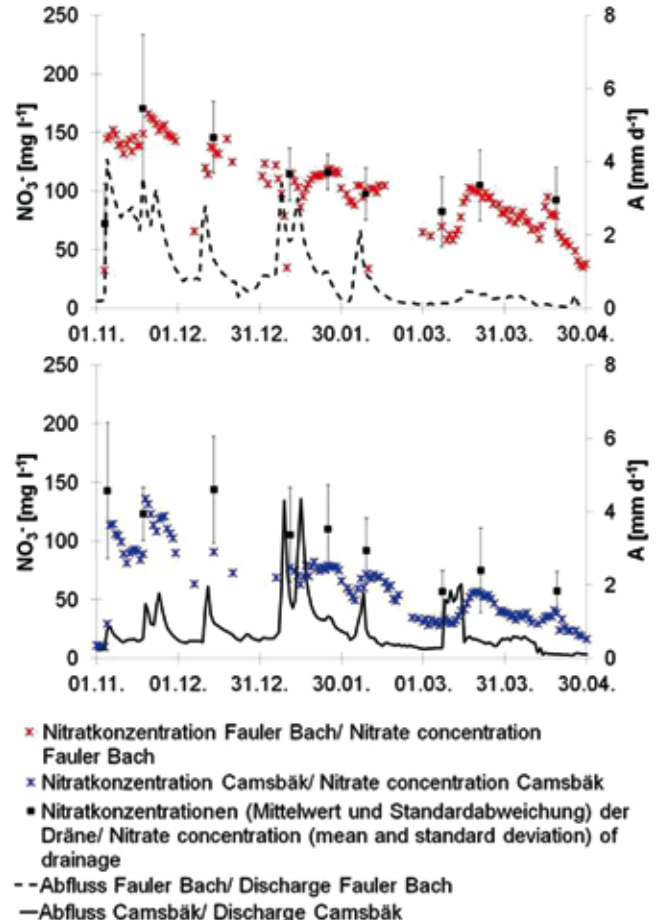 250
200
150
100
50
0
NO₃⁻ [mg l⁻¹]
8
6
4
2
0
A [mm d⁻¹]
01.11. 01.12. 31.12. 30.01. 01.03. 31.03. 30.04.
250
200
150
100
50
0
NO₃⁻ [mg l⁻¹]
8
6
4
2
0
A [mm d⁻¹]
01.11. 01.12. 31.12. 30.01. 01.03. 31.03. 30.04.
Nitratkonzentration Fauler Bach/ Nitrate concentration
Fauler Bach
Nitratkonzentration Camsbäk/ Nitrate concentration Camsbäk
Nitratkonzentrationen (Mittelwert und Standardabweichung) der
Dräne/ Nitrate concentration (mean and standard deviation) of
drainage
Abfluss Fauler Bach/ Discharge Fauler Bach
Abfluss Camsbäk/ Discharge Camsbäk